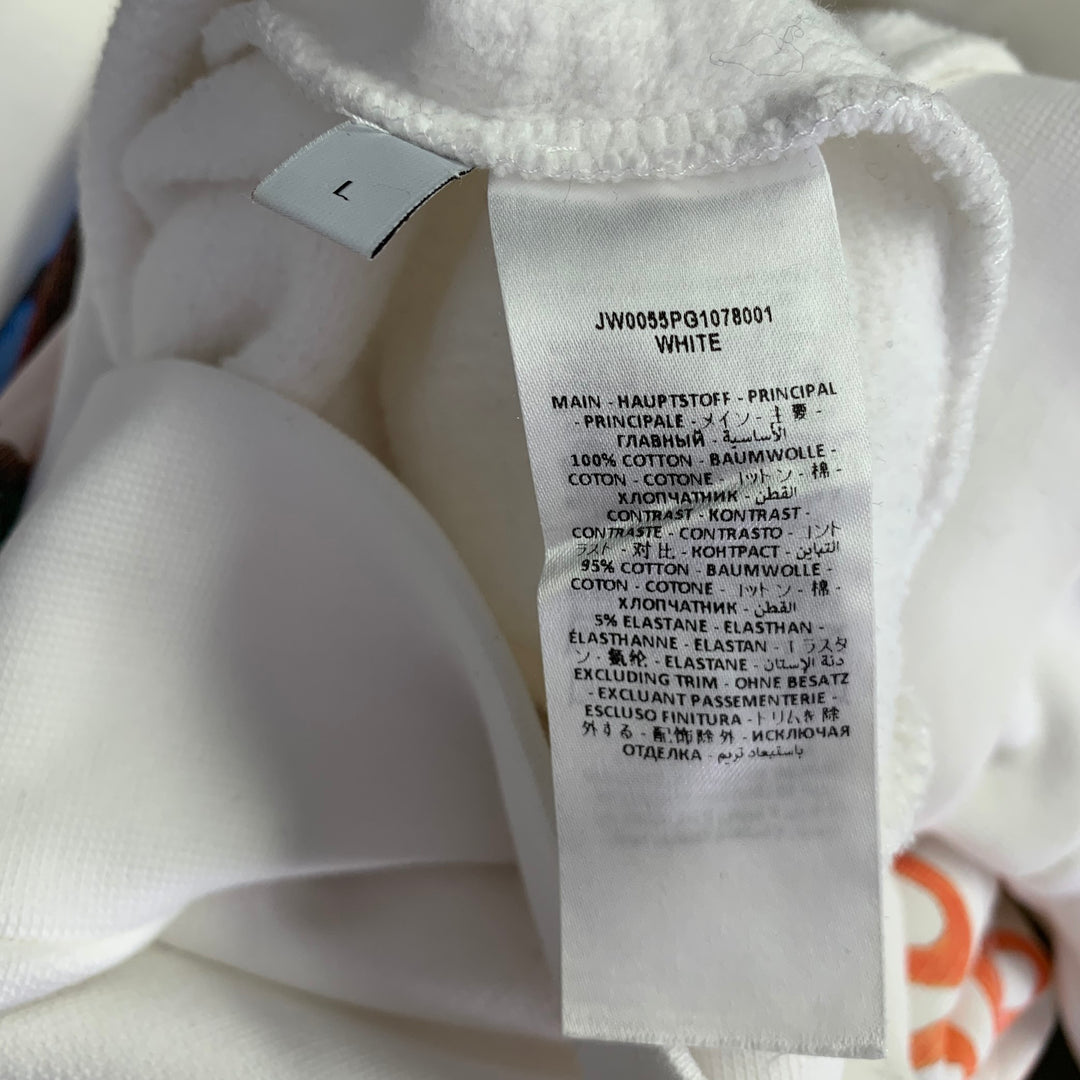 L
JW0055PG1078001
WHITE
MAIN - HAUPTSTOFF - PRINCIPAL
- PRINCIPALE - メイン - 主要 -
ГЛАВНЫЙ - الأساسية
100% COTTON - BAUMWOLLE -
COTON - COTONE - コットン - 棉 -
ХЛОПЧАТНИК - القطن
CONTRAST - KONTRAST -
CONTRASTE - CONTRASTO - コント
ラスト - 对比 - КОНТРАСТ - التباين
95% COTTON - BAUMWOLLE -
COTON - COTONE - コットン - 棉 -
ХЛОПЧАТНИК - القطن
5% ELASTANE - ELASTHAN -
ÉLASTHANNE - ELASTAN - エラスタ
ン - 氨纶 - ELASTANE - دنة الإستان
EXCLUDING TRIM - OHNE BESATZ
- EXCLUANT PASSEMENTERIE -
ESCLUSO FINITURA - トリムを除
外する - 配饰除外 - ИСКЛЮЧАЯ
ОТДЕЛКА - باستبعاد تريم